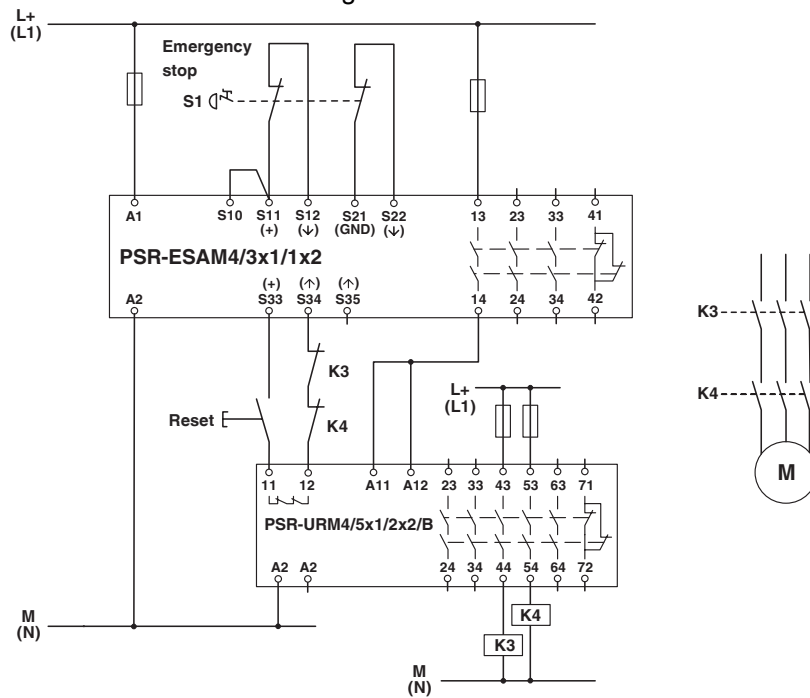 L+
(L1)
Emergency
stop
S1
A1 S10 S11 S12 S21 S22 13 23 33 41
(+) (↓) (GND) (↓)
PSR-ESAM4/3x1/1x2
(+) (↑) (↑)
A2 S33 S34 S35 14 24 34 42
K3
K3
K4
K4
L+
(L1)
Reset
M
11 12 A11 A12 23 33 43 53 63 71
PSR-URM4/5x1/2x2/B
A2 A2 24 34 44 54 64 72
M
(N)
K4
K3
M
(N)